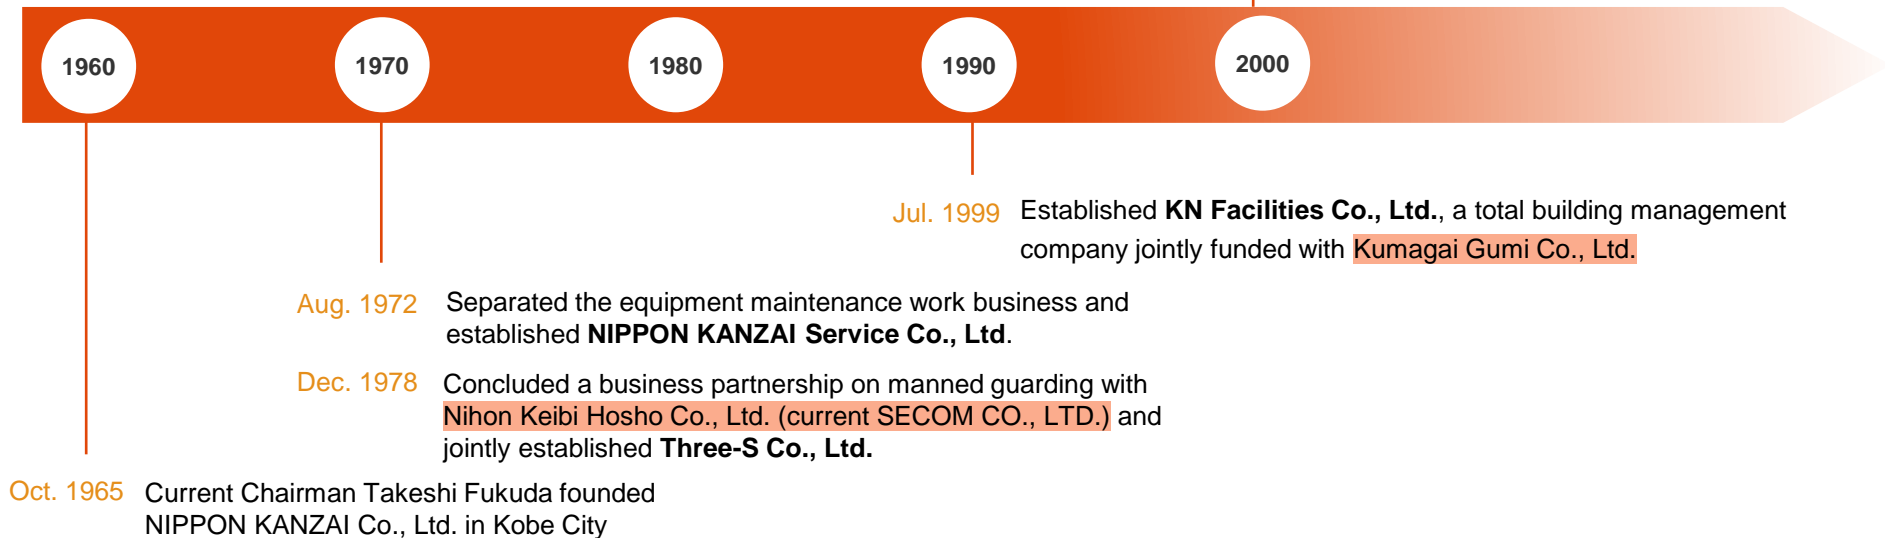 1960
1970
1980
1990
2000
Jul. 1999 Established KN Facilities Co., Ltd., a total building management
company jointly funded with Kumagai Gumi Co., Ltd.
Aug. 1972 Separated the equipment maintenance work business and
established NIPPON KANZAI Service Co., Ltd.
Dec. 1978 Concluded a business partnership on manned guarding with
Nihon Keibi Hosho Co., Ltd. (current SECOM CO., LTD.) and
jointly established Three-S Co., Ltd.
Oct. 1965 Current Chairman Takeshi Fukuda founded
NIPPON KANZAI Co., Ltd. in Kobe City